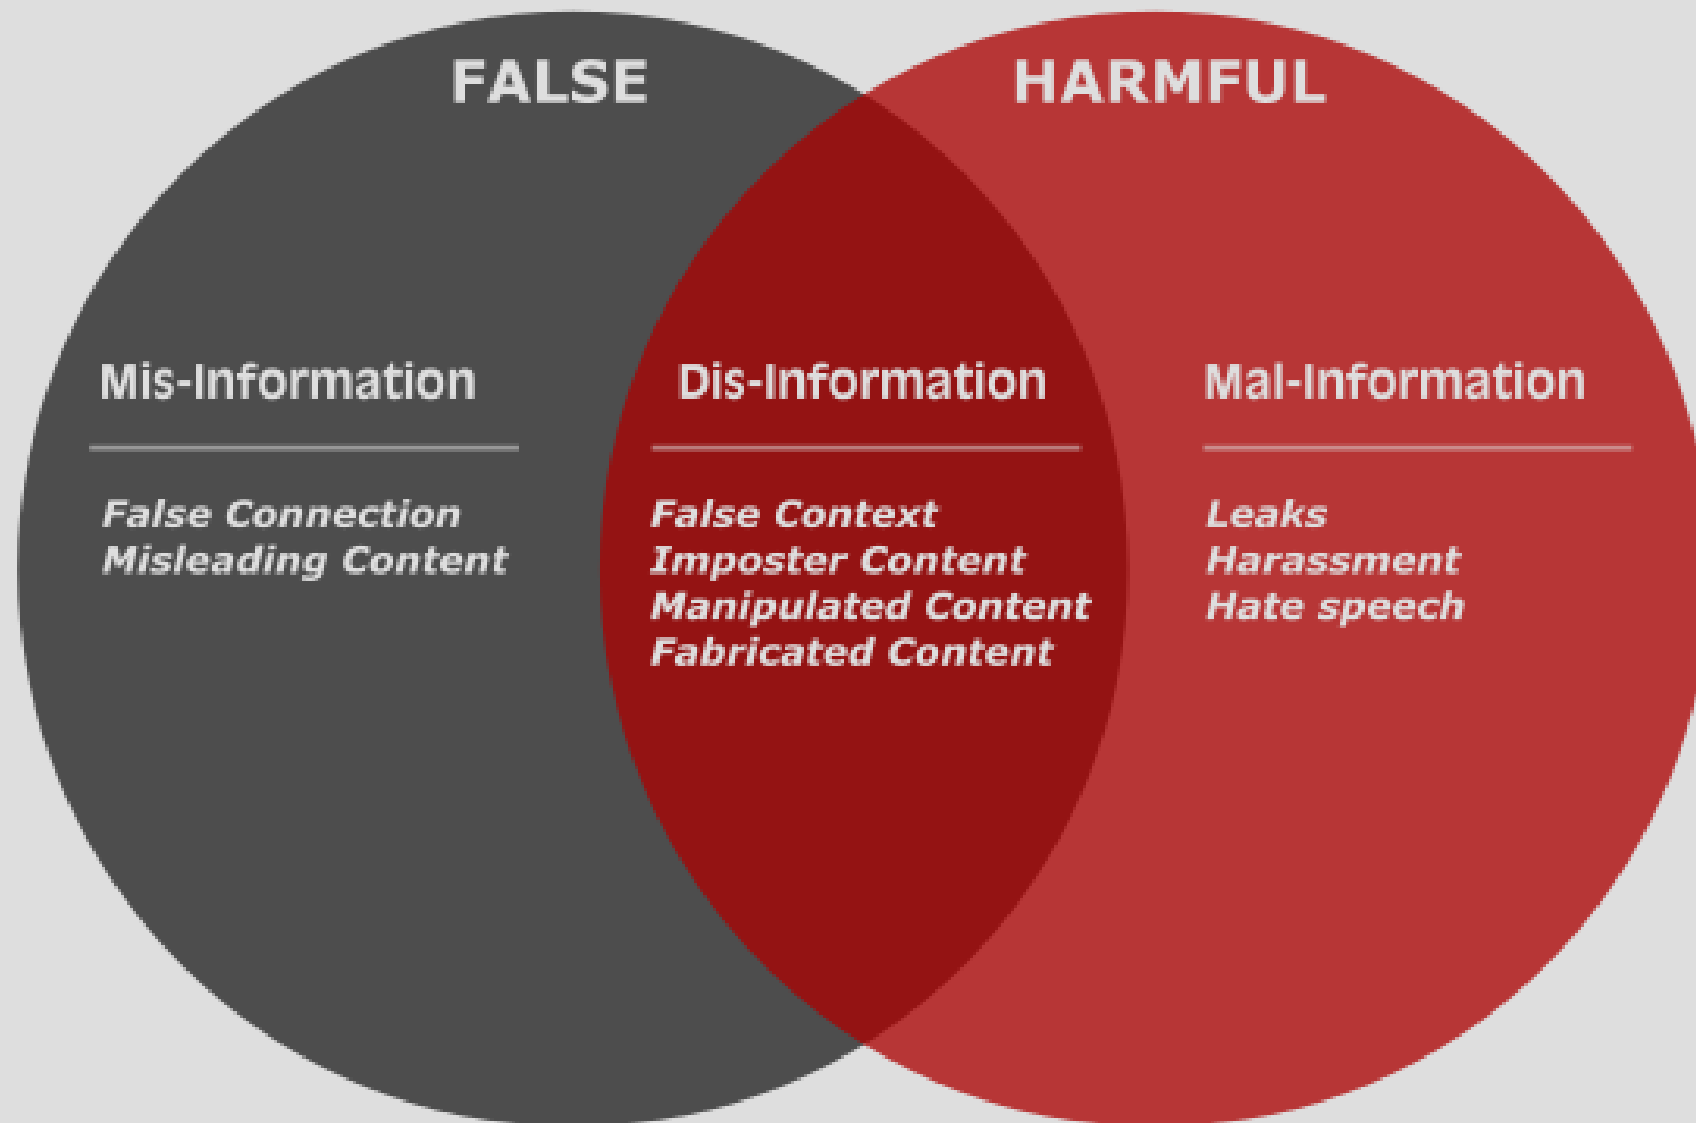 FALSE
HARMFUL
Mis-Information
False Connection
Misleading Content
Dis-Information
False Context
Imposter Content
Manipulated Content
Fabricated Content
Mal-Information
Leaks
Harassment
Hate speech